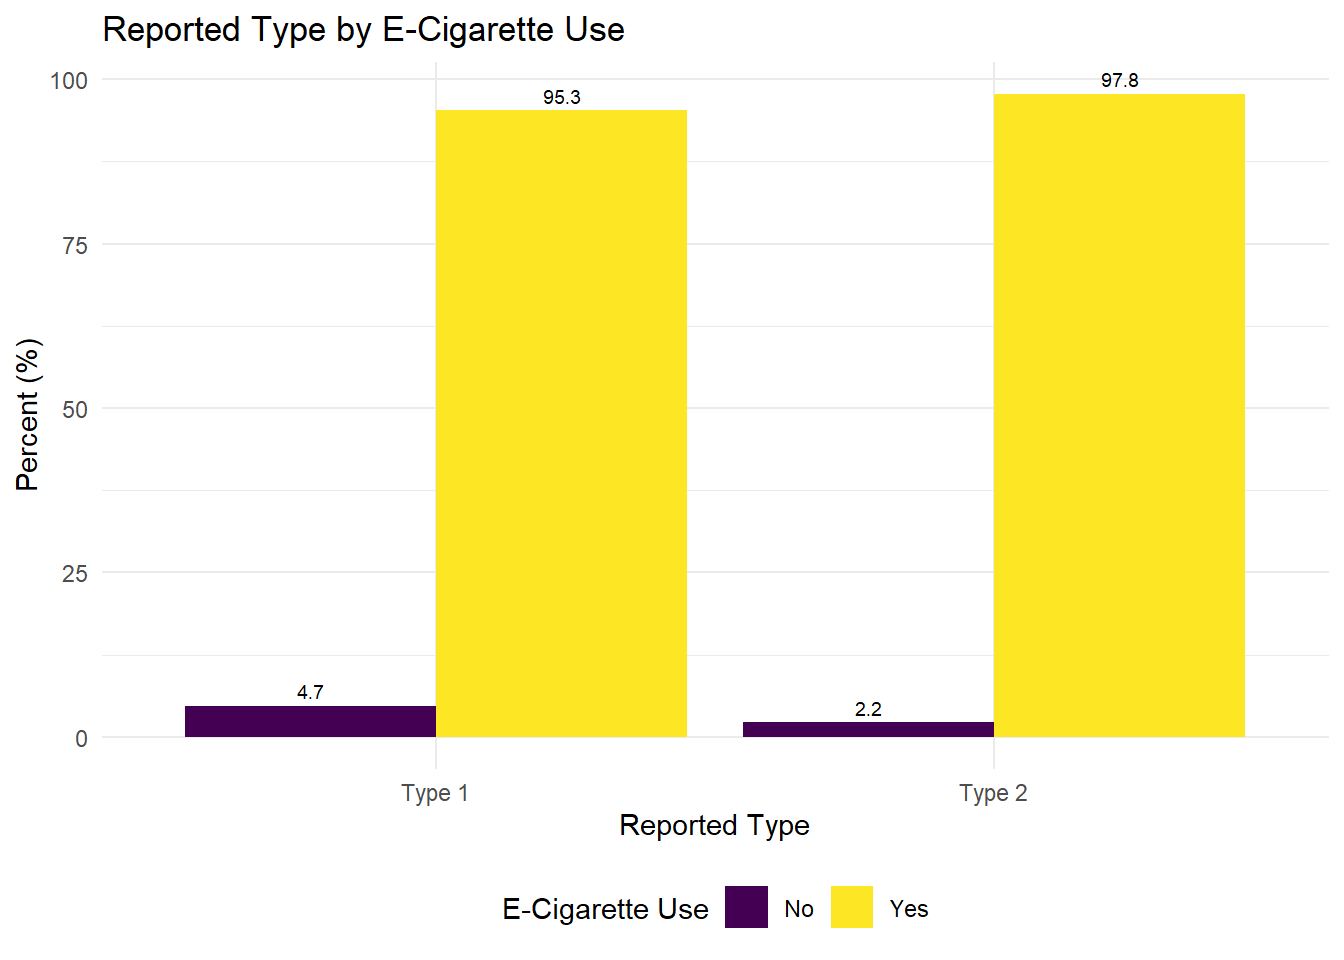 Reported Type by E-Cigarette Use
100
75
50
25
0
Percent (%)
95.3
97.8
4.7
2.2
Type 1
Type 2
Reported Type
E-Cigarette Use No Yes